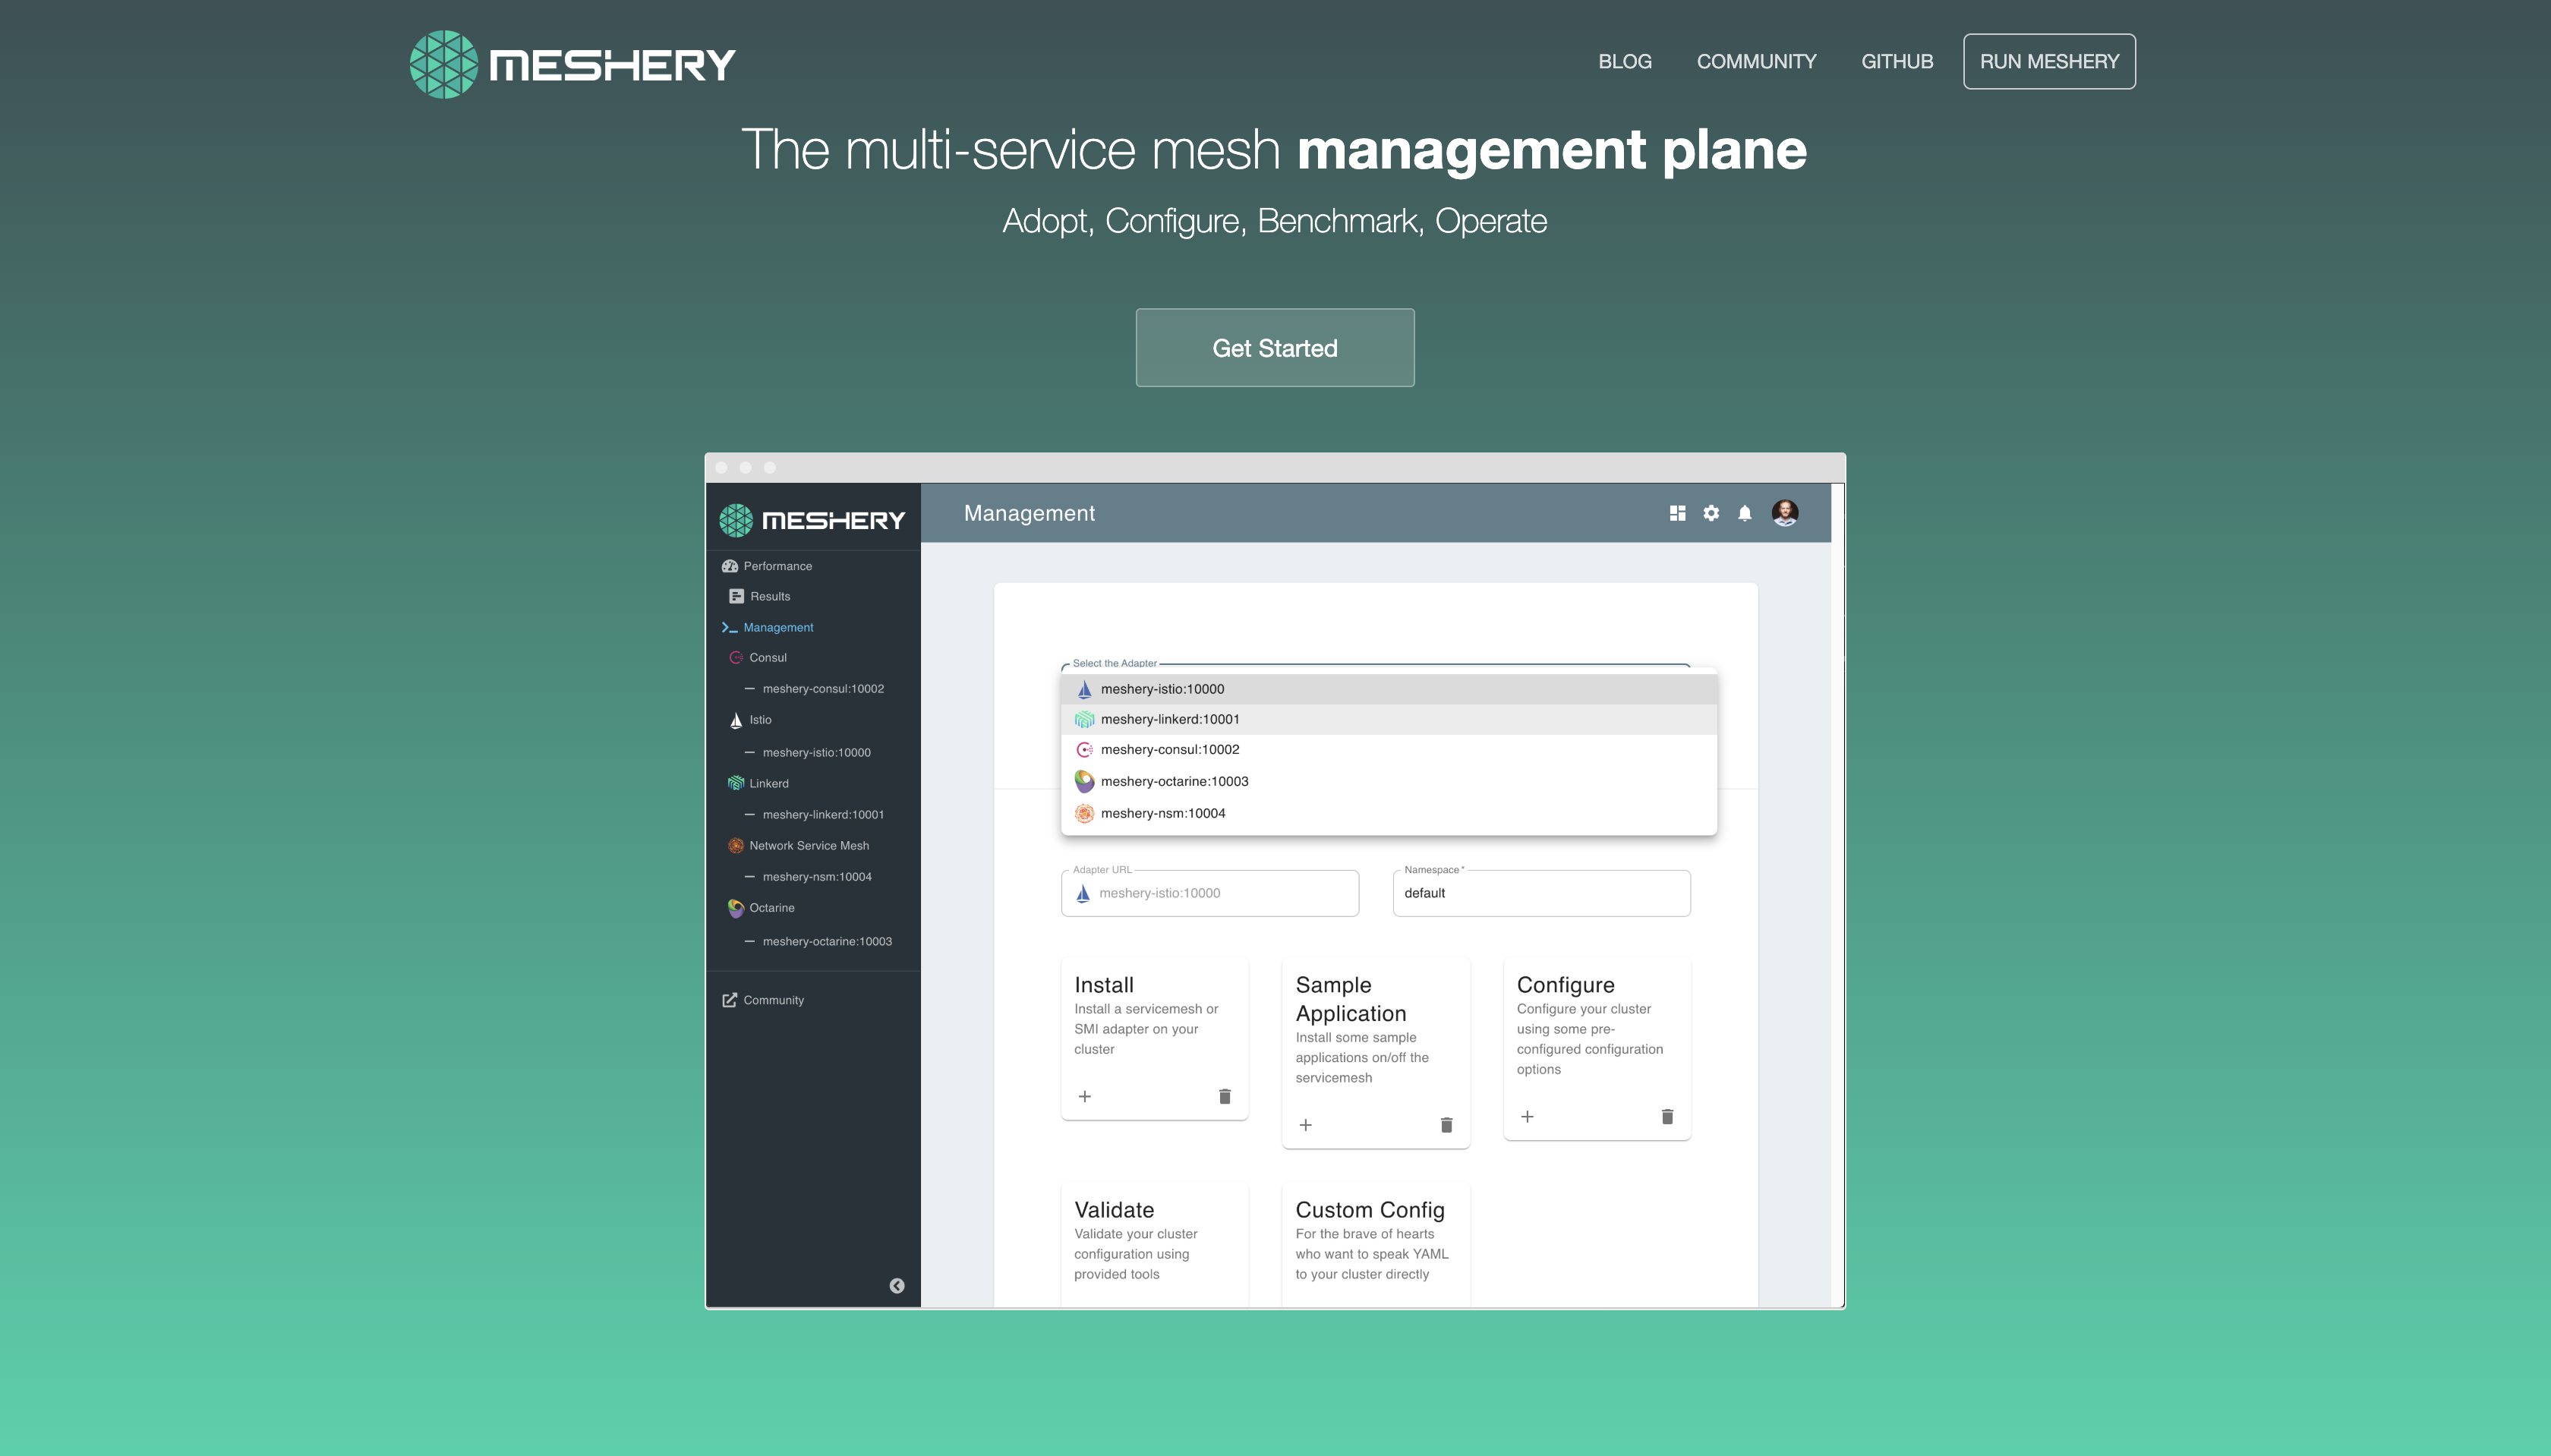 MESHERY
BLOG
COMMUNITY
GITHUB
RUN MESHERY
The multi-service mesh management plane
Adopt, Configure, Benchmark, Operate
Get Started
MESHERY
Performance
Results
Management
Consul
meshery-consul:10002
Istio
meshery-istio:10000
Linkerd
meshery-linkerd:10001
Network Service Mesh
meshery-nsm:10004
Octarine
meshery-octarine:10003
Community
Management
Select the Adapter
meshery-istio:10000
meshery-linkerd:10001
meshery-consul:10002
meshery-octarine:10003
meshery-nsm:10004
Adapter URL
meshery-istio:10000
Namespace *
default
Install
Install a servicemesh or
SMI adapter on your
cluster
Sample
Application
Install some sample
applications on/off the
servicemesh
Configure
Configure your cluster
using some pre-
configured configuration
options
Validate
Validate your cluster
configuration using
provided tools
Custom Config
For the brave of hearts
who want to speak YAML
to your cluster directly